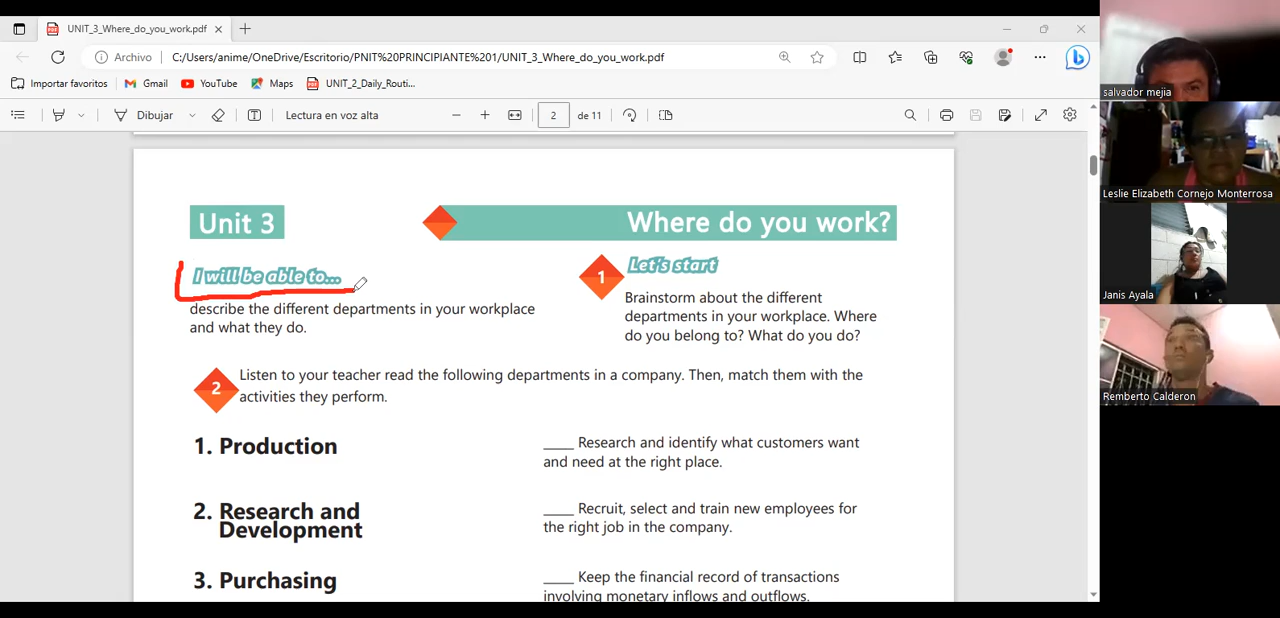 UNIT_3_Where_do_you_work.pdf
Archivo
C:/Users/anime/OneDrive/Escritorio/PNIT%20PRINCIPIANTE%201/UNIT_3_Where_do_you_work.pdf
Importar favoritos
Gmail
YouTube
Maps
UNIT_2_Daily_Routi...
Dibujar
Lectura en voz alta
2
de 11
Unit 3
Where do you work?
I will be able to...
describe the different departments in your workplace
and what they do.
1
Let's start
Brainstorm about the different
departments in your workplace. Where
do you belong to? What do you do?
2
Listen to your teacher read the following departments in a company. Then, match them with the
activities they perform.
1. Production
____ Research and identify what customers want
and need at the right place.
2. Research and
Development
____ Recruit, select and train new employees for
the right job in the company.
3. Purchasing
____ Keep the financial record of transactions
involving monetary inflows and outflows.
salvador mejia
Leslie Elizabeth Cornejo Monterrosa
Janis Ayala
Remberto Calderon